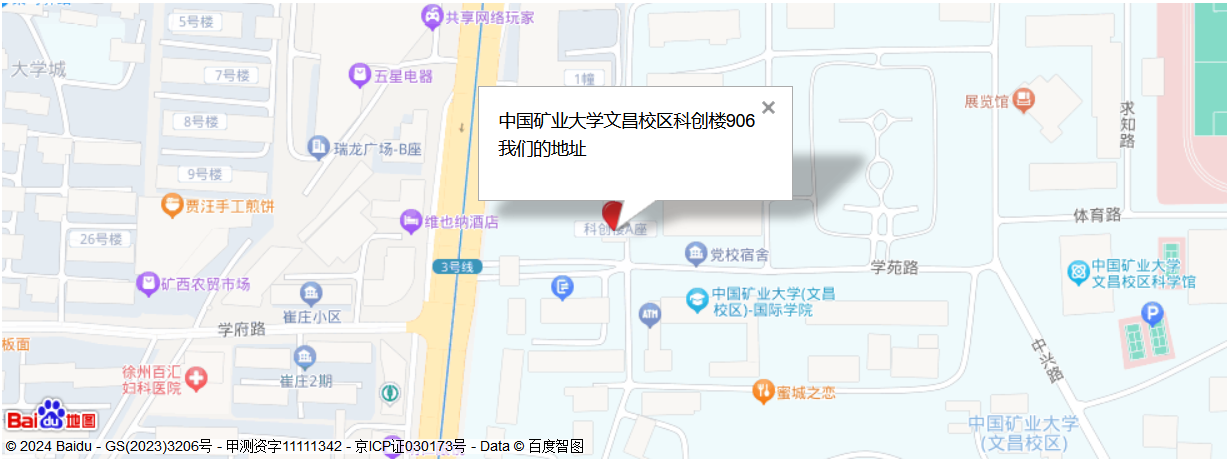 5号楼
共享网络玩家
大学城
7号楼
五星电器
1幢
展览馆
求知路
8号楼
中国矿业大学文昌校区科创楼906
我们的地址
瑞龙广场-B座
9号楼
贾汪手工煎饼
维也纳酒店
体育路
科创楼A座
26号楼
党校宿舍
3号线
学苑路
中国矿业大学
文昌校区科学馆
矿西农贸市场
中国矿业大学(文昌
校区)-国际学院
崔庄小区
ATM
P
学府路
板面
中兴路
徐州百汇
妇科医院
崔庄2期
蜜城之恋
中国矿业大学
(文昌校区)
Bai du 地图
© 2024 Baidu - GS(2023)3206号 - 甲测资字11111342 - 京ICP证030173号 - Data © 百度智图